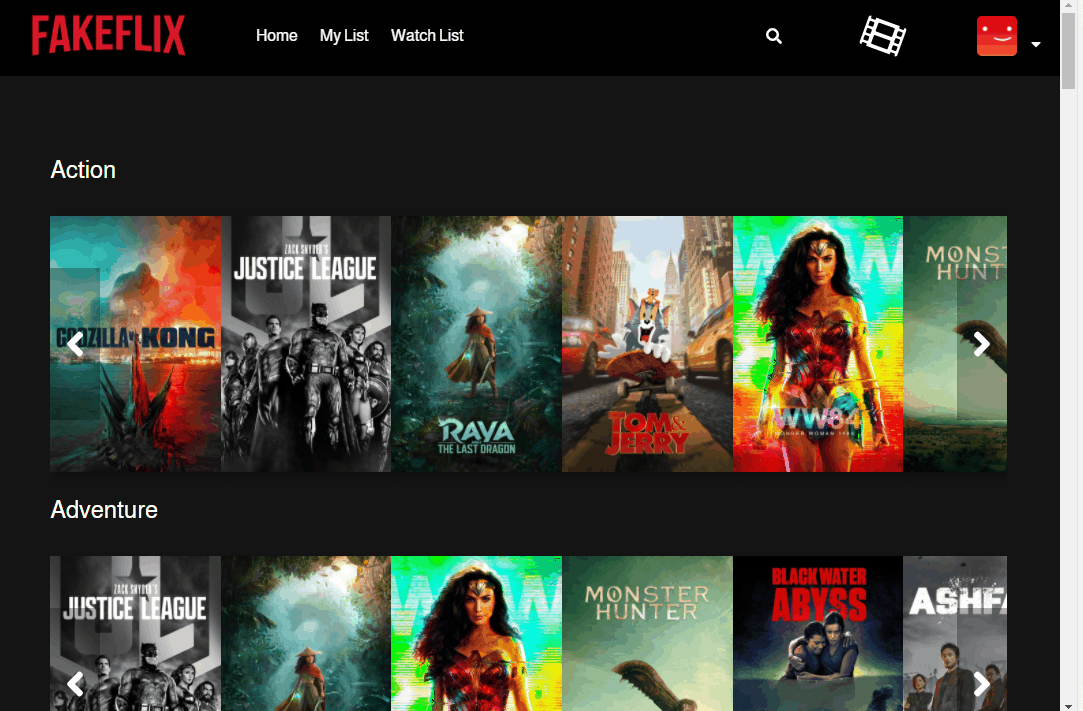 FAKEFLIX
Home
My List
Watch List
Action
GODZILLA vs. KONG
ZACK SNYDER'S
JUSTICE LEAGUE
RAYA
AND
THE LAST DRAGON
TOM &
JERRY
WW84
WONDER WOMAN 1984
MONST
HUNT
Adventure
ZACK SNYDER'S
JUSTICE LEAGUE
MONSTER
HUNTER
BLACK WATER
ABYSS
ASHFA